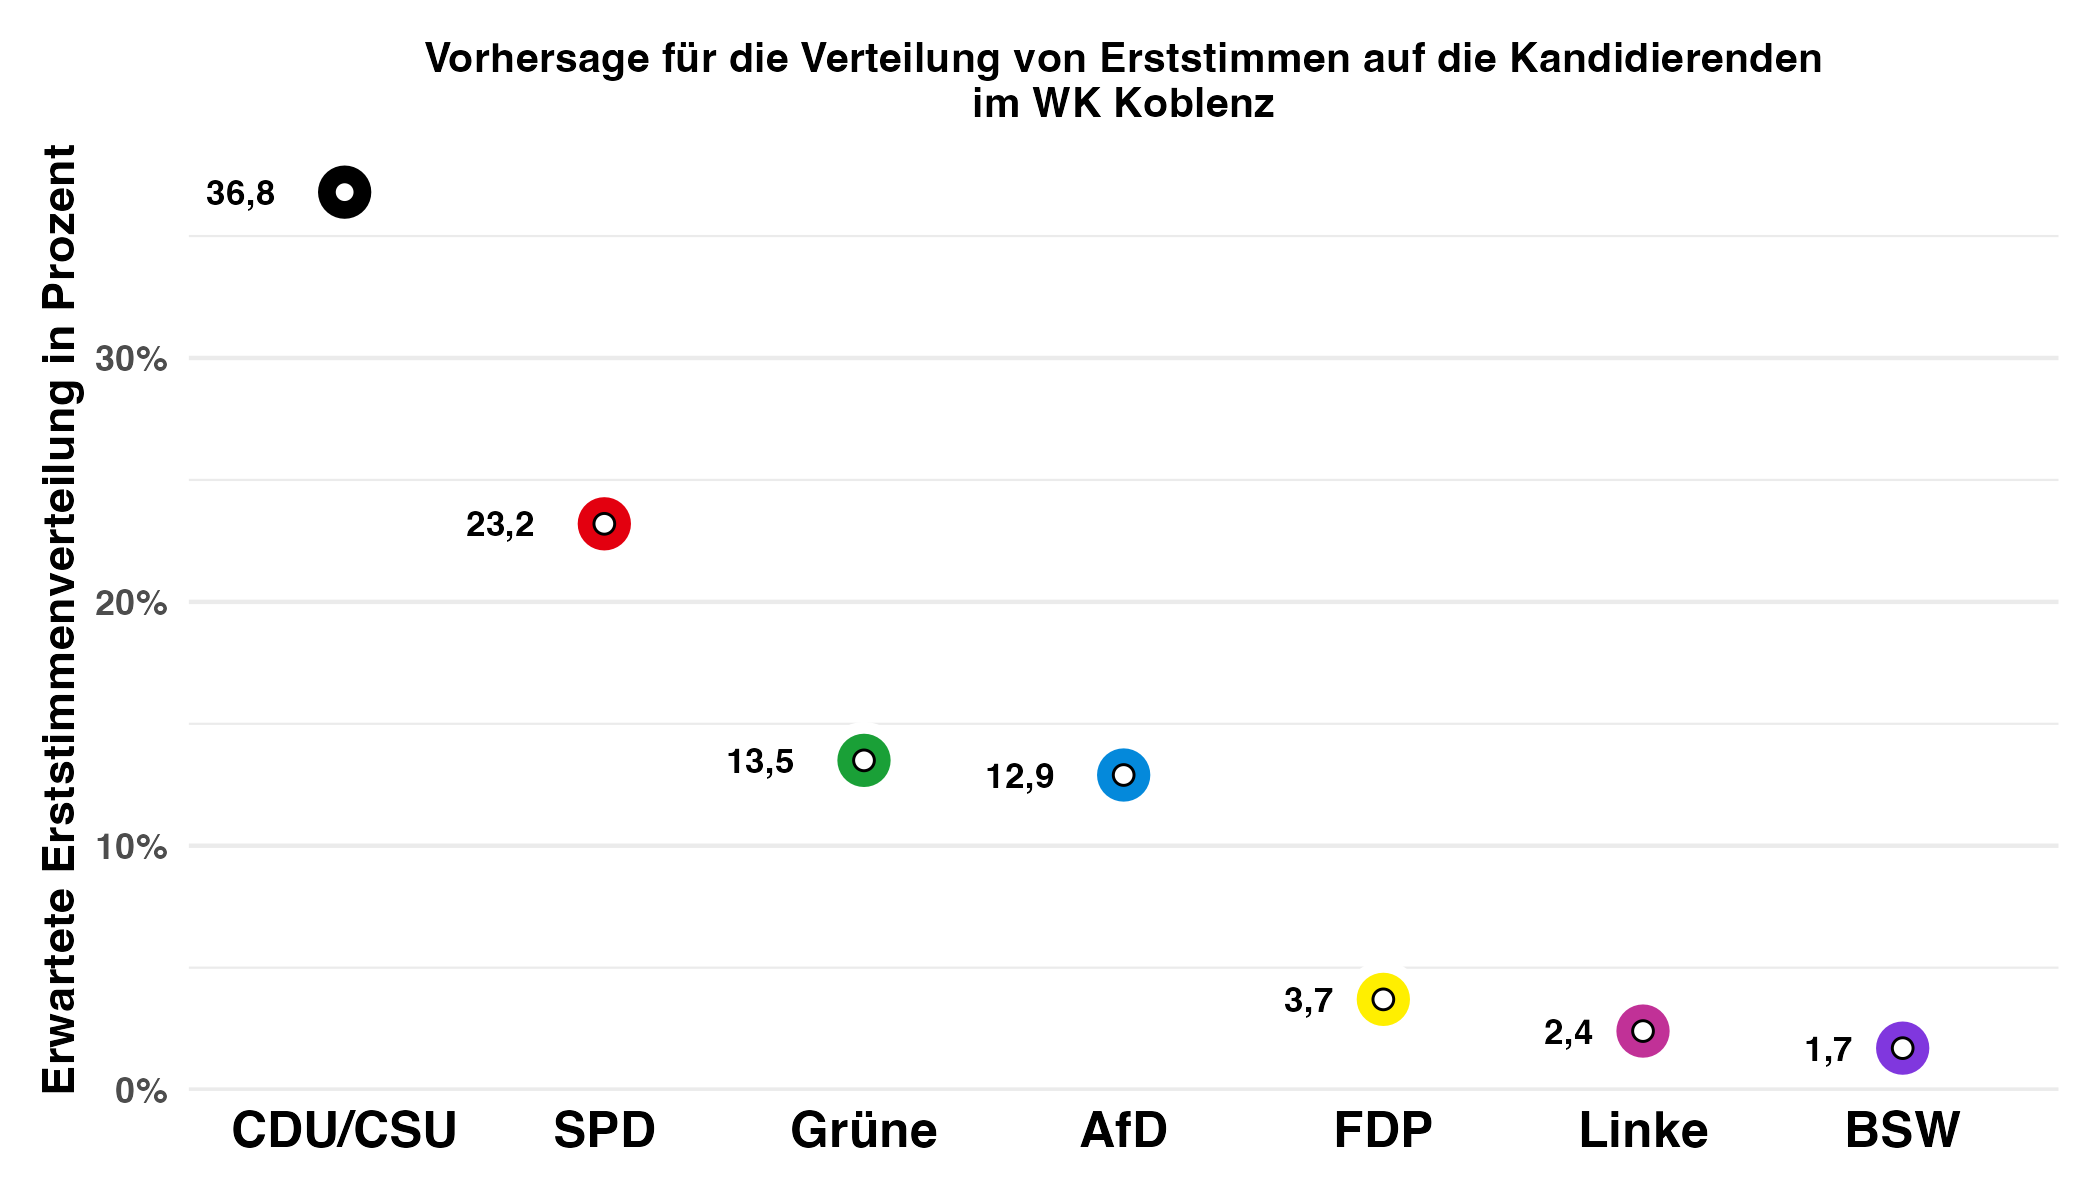 Vorhersage für die Verteilung von Erststimmen auf die Kandidierenden
im WK Koblenz
Erwartete Erststimmenverteilung in Prozent
36,8
30%
23,2
20%
13,5
12,9
10%
3,7
2,4
1,7
0%
CDU/CSU SPD Grüne AfD FDP Linke BSW